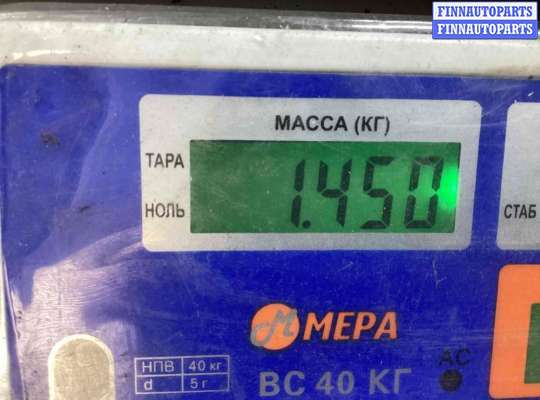 FINNAUTOPARTS
FINNAUTOPARTS
МАССА (КГ)
ТАРА
1.450
НОЛЬ
СТАБ
МЕРА
НПВ 40 кг
d 5 г
ВС 40 КГ
АС